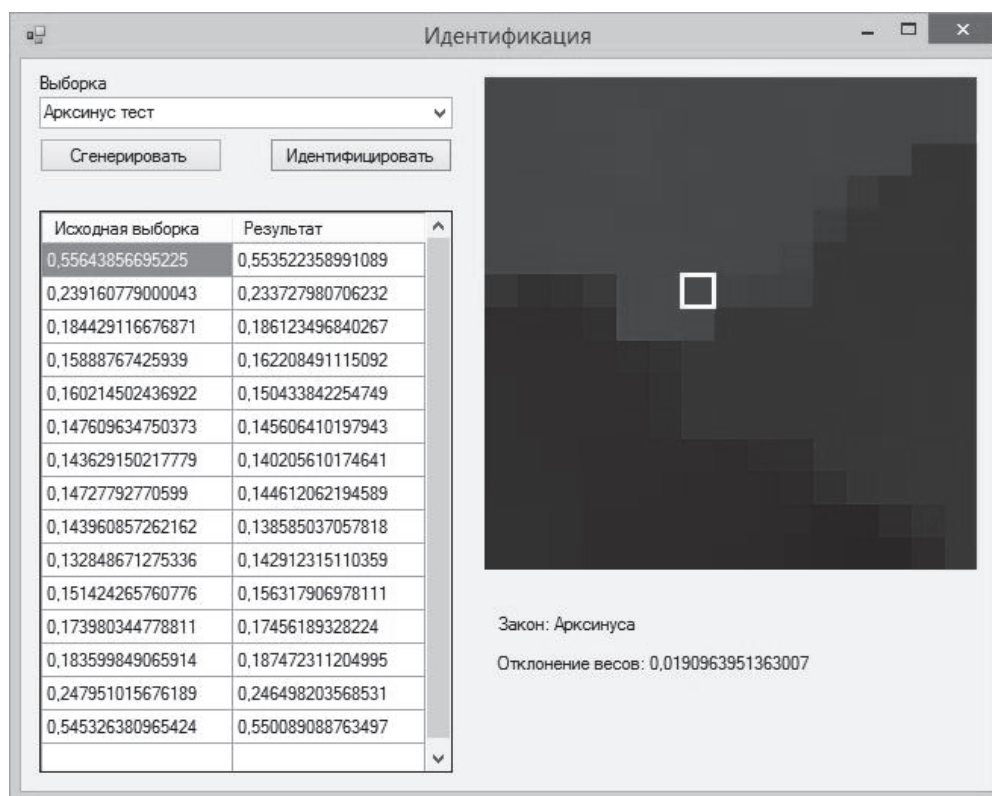 Идентификация
Выборка
Арксинус тест
Сгенерировать Идентифицировать
Исходная выборка Результат
0,55643856695225 0,553522358991089
0,239160779000043 0,233727980706232
0,184429116676871 0,186123496840267
0,15888767425939 0,162208491115092
0,160214502436922 0,150433842254749
0,147609634750373 0,145606410197943
0,143629150217779 0,140205610174641
0,14727792770599 0,144612062194589
0,143960857262162 0,138585037057818
0,132848671275336 0,142912315110359
0,151424265760776 0,156317906978111
0,173980344778811 0,17456189328224
0,183599849065914 0,187472311204995
0,247951015676189 0,246498203568531
0,545326380965424 0,550089088763497
Закон: Арксинуса
Отклонение весов: 0,0190963951363007